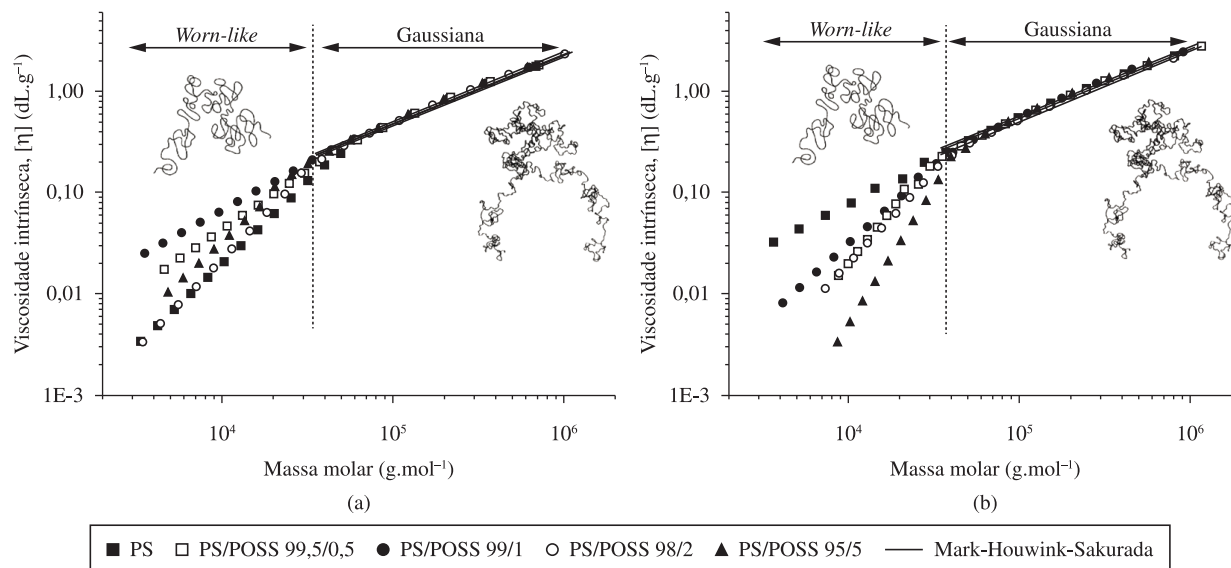 Worn-like
Gaussiana
Viscosidade intrínseca, [η] (dL.g⁻¹)
1,00
0,10
0,01
1E-3
10⁴
10⁵
10⁶
Massa molar (g.mol⁻¹)
(a)
Worn-like
Gaussiana
Viscosidade intrínseca, [η] (dL.g⁻¹)
1,00
0,10
0,01
1E-3
10⁴
10⁵
10⁶
Massa molar (g.mol⁻¹)
(b)
PS PS/POSS 99,5/0,5 PS/POSS 99/1 PS/POSS 98/2 PS/POSS 95/5 Mark-Houwink-Sakurada